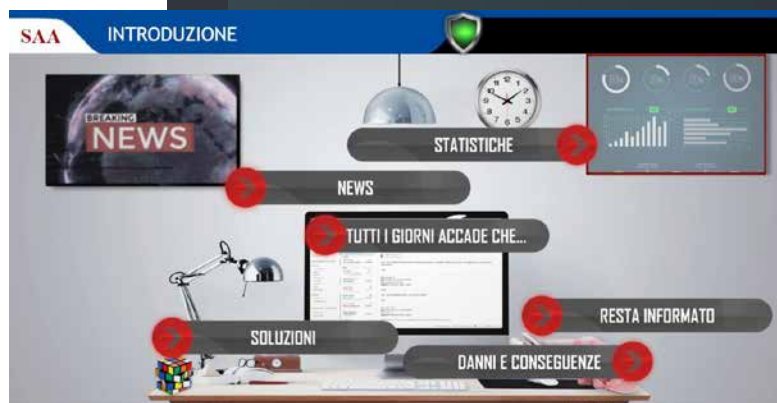 SAA
INTRODUZIONE
BREAKING
NEWS
STATISTICHE
NEWS
TUTTI I GIORNI ACCADE CHE...
RESTA INFORMATO
SOLUZIONI
DANNI E CONSEGUENZE